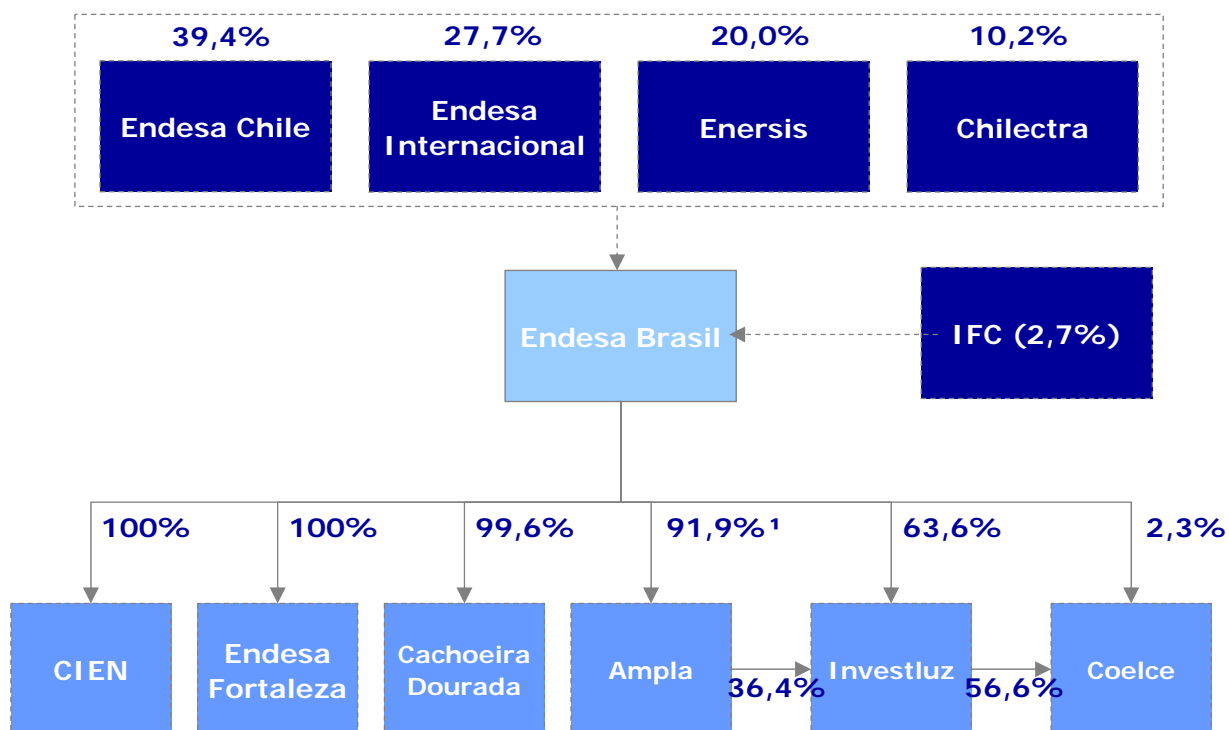 39,4%
27,7%
20,0%
10,2%
Endesa Chile
Endesa
Internacional
Enersis
Chilectra
Endesa Brasil
IFC (2,7%)
100%
100%
99,6%
91,9%¹
63,6%
2,3%
CIEN
Endesa
Fortaleza
Cachoeira
Dourada
Ampla
36,4%
Investluz
56,6%
Coelce